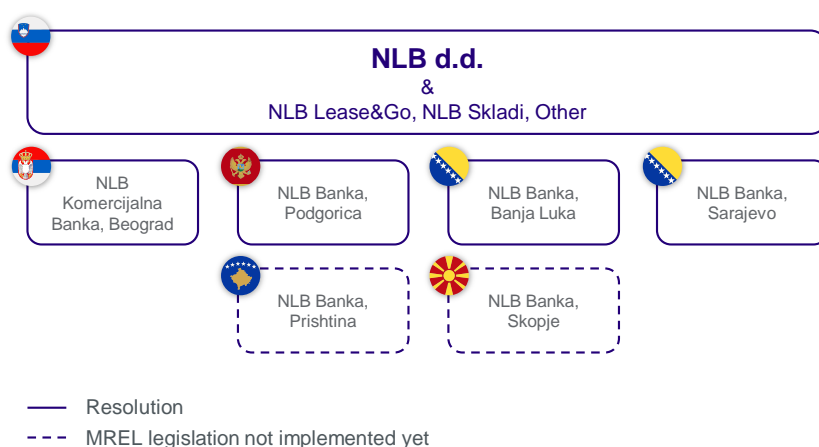 NLB d.d.
&
NLB Lease&Go, NLB Skladi, Other
NLB
Komercijalna
Banka, Beograd
NLB Banka,
Podgorica
NLB Banka,
Banja Luka
NLB Banka,
Sarajevo
NLB Banka,
Prishtina
NLB Banka,
Skopje
Resolution
MREL legislation not implemented yet